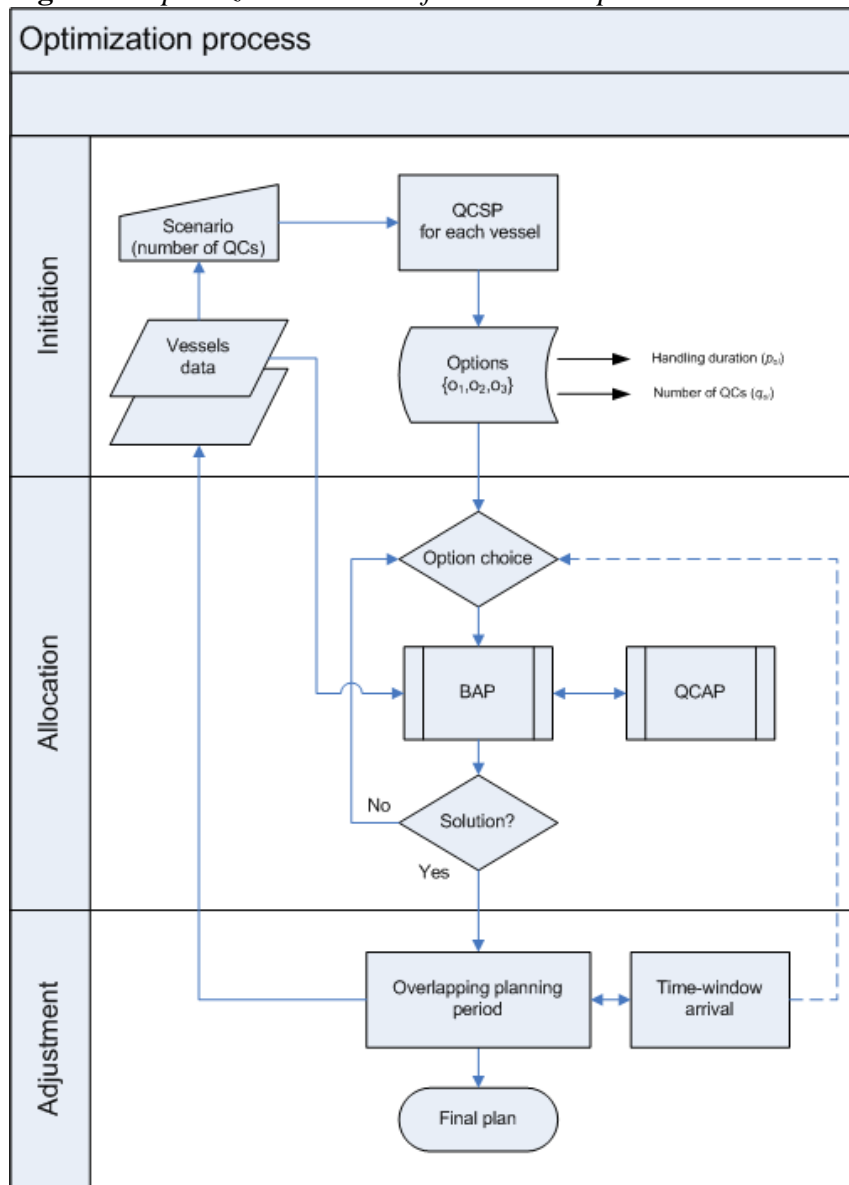 Optimization process
Initiation
Scenario
(number of QCs)
QCSP
for each vessel
Vessels
data
Options
{o1,o2,o3}
Handling duration (psi)
Number of QCs (qsi)
Allocation
Option choice
BAP
QCAP
No
Solution?
Yes
Adjustment
Overlapping planning
period
Time-window
arrival
Final plan